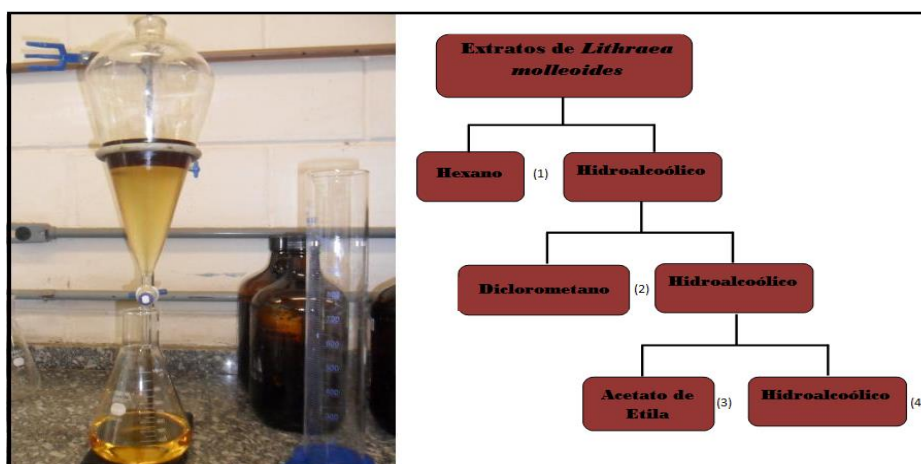 Extratos de Lithraea
molleoides
Hexano (1) Hidroalcoólico
Diclorometano (2) Hidroalcoólico
Acetato de
Etila (3) Hidroalcoólico (4